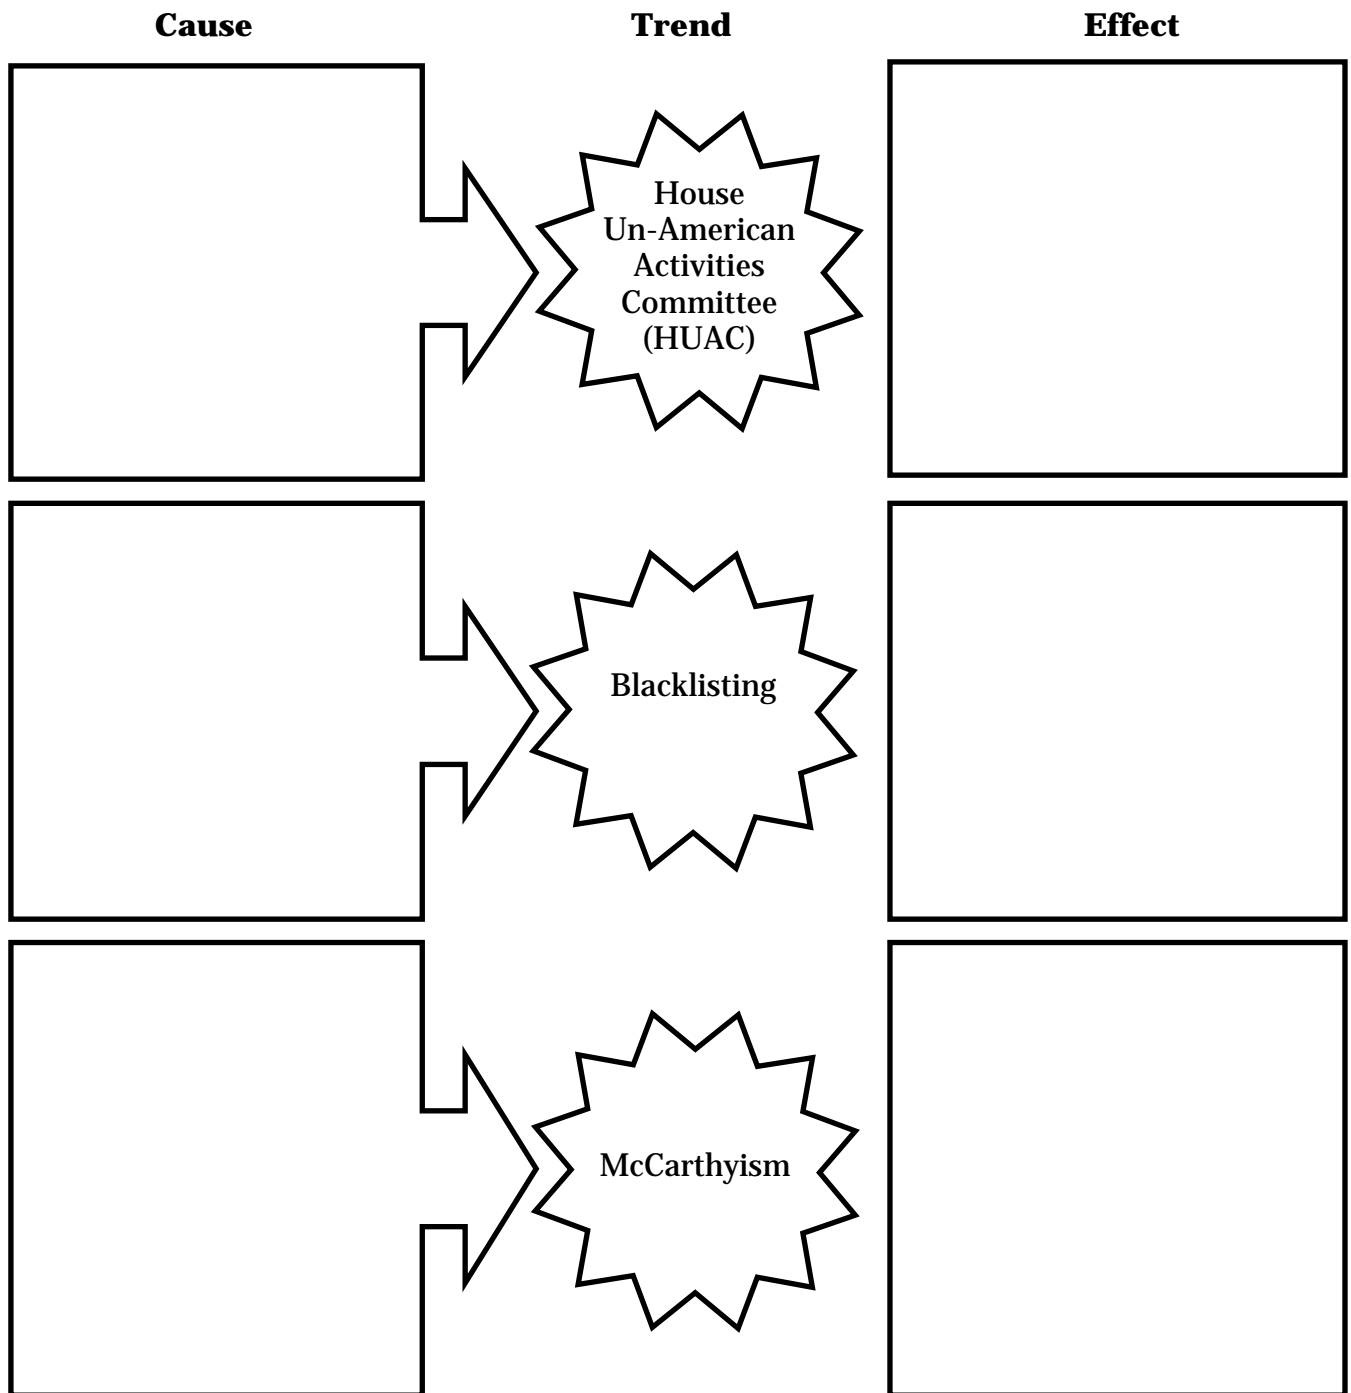 Cause
Trend
Effect
House
Un-American
Activities
Committee
(HUAC)
Blacklisting
McCarthyism